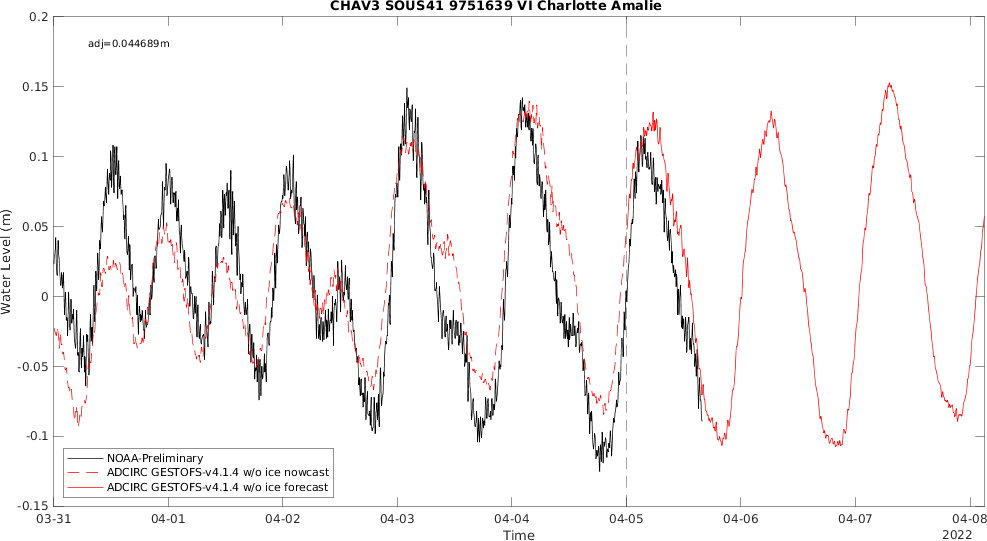 CHAV3 SOUS41 9751639 VI Charlotte Amalie
adj=0.044689m
0.2
0.15
0.1
0.05
0
-0.05
-0.1
-0.15
Water Level (m)
NOAA-Preliminary
ADCIRC GESTOFS-v4.1.4 w/o ice nowcast
ADCIRC GESTOFS-v4.1.4 w/o ice forecast
03-31 04-01 04-02 04-03 04-04 04-05 04-06 04-07 04-08
Time
2022